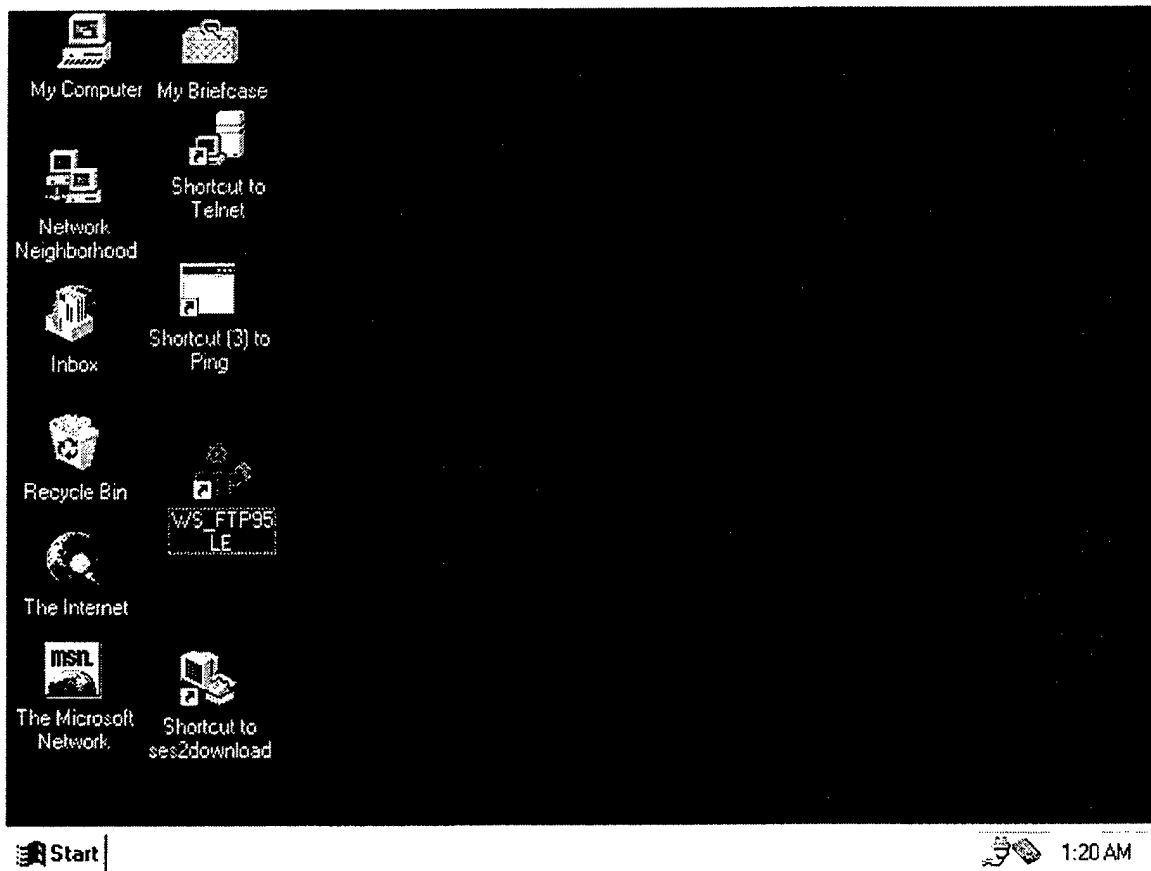 My Computer
My Briefcase
Shortcut to
Telnet
Network
Neighborhood
Shortcut (3) to
Ping
Inbox
Recycle Bin
WS_FTP95
LE
The Internet
msn.
The Microsoft
Network
Shortcut to
ses2download
Start
1:20 AM